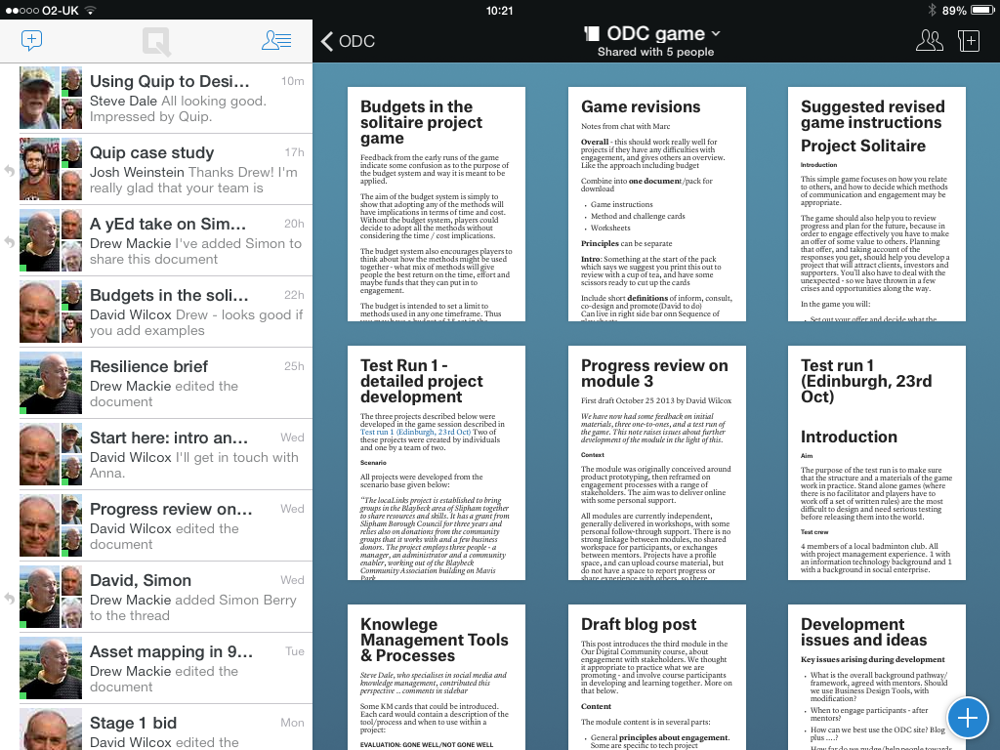 O2-UK
10:21
89%
ODC
ODC game
Shared with 5 people
Using Quip to Desi...
10m
Steve Dale All looking good.
Impressed by Quip.
Quip case study
17h
Josh Weinstein Thanks Drew! I'm
really glad that your team is
A yEd take on Sim...
20h
Drew Mackie I've added Simon to
share this document
Budgets in the soli...
22h
David Wilcox Drew - looks good if
you add examples
Resilience brief
25h
Drew Mackie edited the
document
Start here: intro an...
Wed
David Wilcox I'll get in touch with
Anna.
Progress review on...
Wed
David Wilcox edited the
document
David, Simon
Wed
Drew Mackie added Simon Berry
to the thread
Asset mapping in 9...
Tue
Drew Mackie edited the
document
Stage 1 bid
Mon
David Wilcox edited the
Budgets in the
solitaire project
game
Feedback from the early runs of the game
indicate some confusion as to the purpose of
the budget system and way it is meant to be
applied.
The aim of the budget system is simply to
show that adopting any of the methods will
have implications in terms of time and cost.
Without the budget system, players could
decide to adopt all the methods without
considering the time / cost implications.
The budget system also encourages players to
think about how the methods might be used
together - what mix of methods will give
people the best return on the time, effort and
maybe funds that they can put in to
engagement.
The budget is intended to set a limit to
methods used in any one timeframe. Thus
you may have a budget of 15 set in the
Game revisions
Notes from chat with Marc
Overall - this should work really well for
projects if they have any difficulties with
engagement, and gives others an overview.
Like the approach including budget
Combine into one document/pack for
download
• Game instructions
• Method and challenge cards
• Worksheets
Principles can be separate
Intro: Something at the start of the pack
which says we suggest you print this out to
review with a cup of tea, and have some
scissors ready to cut up the cards
Include short definitions of inform, consult,
co-design and promote(David to do)
Can live in right side bar onn Sequence of
Suggested revised
game instructions
Project Solitaire
Introduction
This simple game focuses on how you relate
to others, and how to decide which methods
of communication and engagement may be
appropriate.
The game should also help you to review
progress and plan for the future, because in
order to engage effectively you have to make
an offer of some value to others. Planning
that offer, and taking account of the
responses you get, should help you develop a
project that will attract clients, investors and
supporters. You'll also have to deal with the
unexpected - so we have thrown in a few
crises and opportunities along the way.
In the game you will:
• Set out your offer and decide what the
Test Run 1 -
detailed project
development
The three projects described below were
developed in the game session described in
Test run 1 (Edinburgh, 23rd Oct) Two of
these projects were created by individuals
and one by a team of two.
Scenario
All projects were developed from the
scenario base given below:
"The locaLinks project is established to bring
groups in the Blaybeck area of Slipham together
to share resources and skills. It has a grant from
Slipham Borough Council for three years and
relies also on donations from the community
groups that it works with and a few business
donors. The project employs three people - a
manager, an administrator and a community
enabler, working out of the Blaybeck
Community Association building on Mavis
Park
Progress review on
module 3
First draft October 25 2013 by David Wilcox
We have now had some feedback on initial
materials, three one-to-ones, and a test run of
the game. This note raises issues about further
development of the module in the light of this.
Context
The module was originally conceived around
product prototyping, then reframed on
engagement processes with a range of
stakeholders. The aim was to deliver online
with some personal support.
All modules are currently independent,
generally delivered in workshops, with some
personal follow-through support. There is no
strong linkage between modules, no shared
workspace for participants, or exchanges
between mentors. Projects have a profile
space, and can upload course material, but
do not have a space to report progress or
share experience with others, so there
Test run 1
(Edinburgh, 23rd
Oct)
Introduction
Aim
The purpose of the test run is to make sure
that the structure and a materials of the game
work in practice. Stand alone games (where
there is no facilitator and players have to
work off a set of written rules) are the most
difficult to design and need serious testing
before releasing them into the world.
Test crew
4 members of a local badminton club. All
with project management experience. 1 with
an information technology background and 1
with a background in social enterprise.
Knowlege
Management Tools
& Processes
Steve Dale, who specialises in social media and
knowledge management, contributed this
perspective .. comments in sidebar
Some KM cards that could be introduced.
Each card would contain a description of the
tool/process and when to use within a
project:
EVALUATION: GONE WELL/NOT GONE WELL
Draft blog post
This post introduces the third module in the
Our Digital Community course, about
engagement with stakeholders. We thought
it appropriate to practice what we are
promoting - and involve course participants
in developing and learning together. More on
that below.
Content
The module content is in several parts:
• General principles about engagement.
Some are specific to tech project
Development
issues and ideas
Key issues arising during development
• What is the overall background pathway/
framework, agreed with mentors. Should
we use Business Design Tools, with
modification?
• When to engage participants - after
mentors?
• How can we best use the ODC site? Blog
plus ....?
• How far do we nudge/help people towards